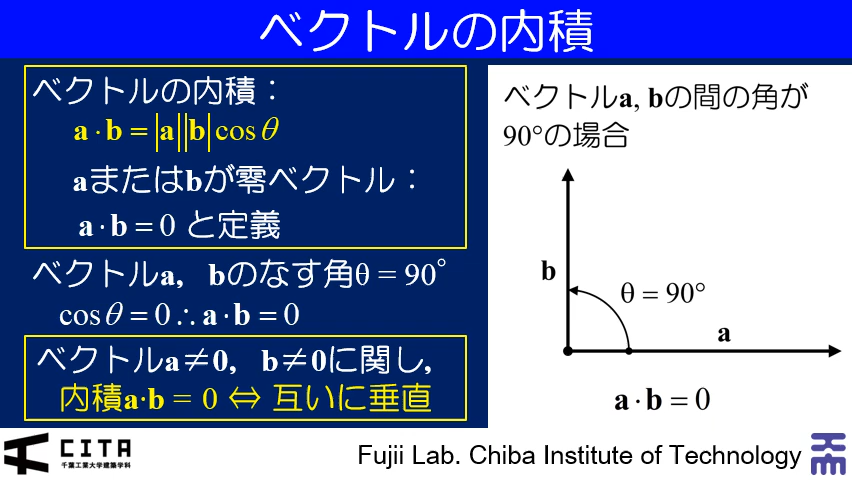 ベクトルの内積
ベクトルの内積：
a・b = |a||b| cos θ
aまたはbが零ベクトル：
a・b = 0 と定義
ベクトルa, bのなす角θ = 90°
cos θ = 0 ∴ a・b = 0
ベクトルa≠0, b≠0に関し,
内積a・b = 0 ⇔ 互いに垂直
ベクトルa, bの間の角が
90°の場合
b
θ = 90°
a
a・b = 0
CITA
千葉工業大学建築学科
Fujii Lab. Chiba Institute of Technology